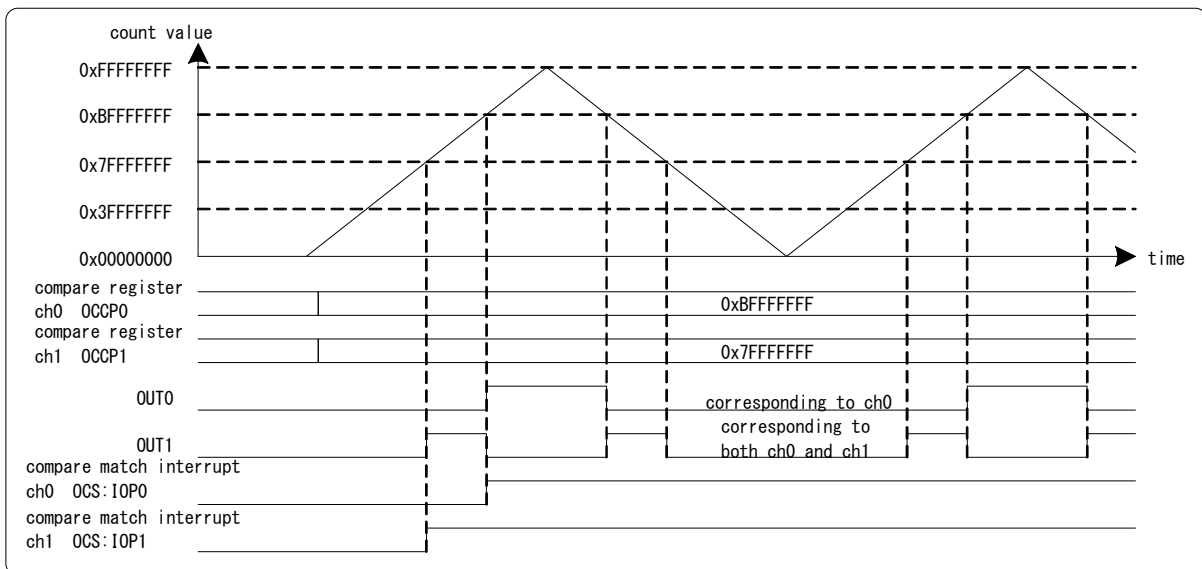 count value
0xFFFFFFFF
0xBFFFFFFF
0x7FFFFFFF
0x3FFFFFFF
0x00000000
time
compare register
ch0 OCCP0
0xBFFFFFFF
compare register
ch1 OCCP1
0x7FFFFFFF
OUT0
corresponding to ch0
OUT1
corresponding to
both ch0 and ch1
compare match interrupt
ch0 OCS:IOP0
compare match interrupt
ch1 OCS:IOP1